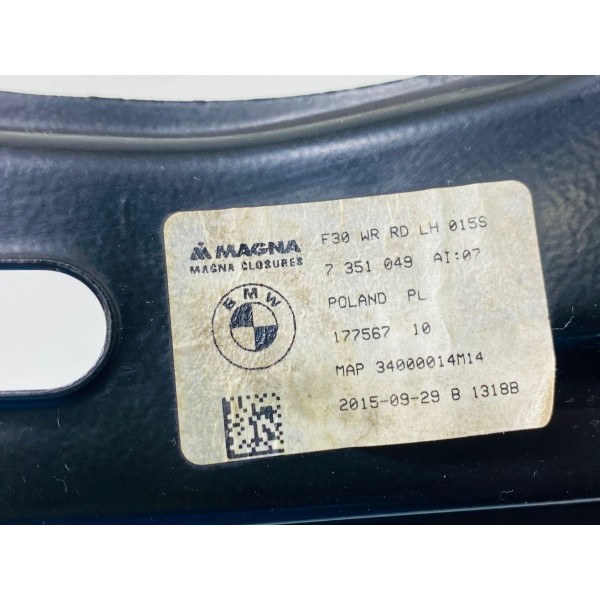 MAGNA
MAGNA CLOSURES
BMW
F30 WR RD LH 015S
7 351 049 AI:07
POLAND PL
177567 10
MAP 34000014M14
2015-09-29 B 1318B